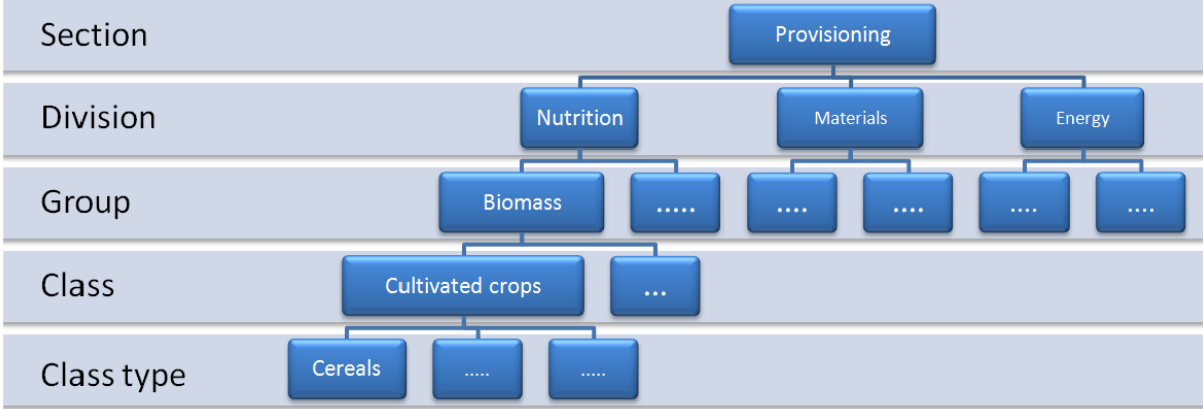 Section
Provisioning
Division
Nutrition
Materials
Energy
Group
Biomass
.....
....
....
....
....
Class
Cultivated crops
...
Class type
Cereals
.....
.....